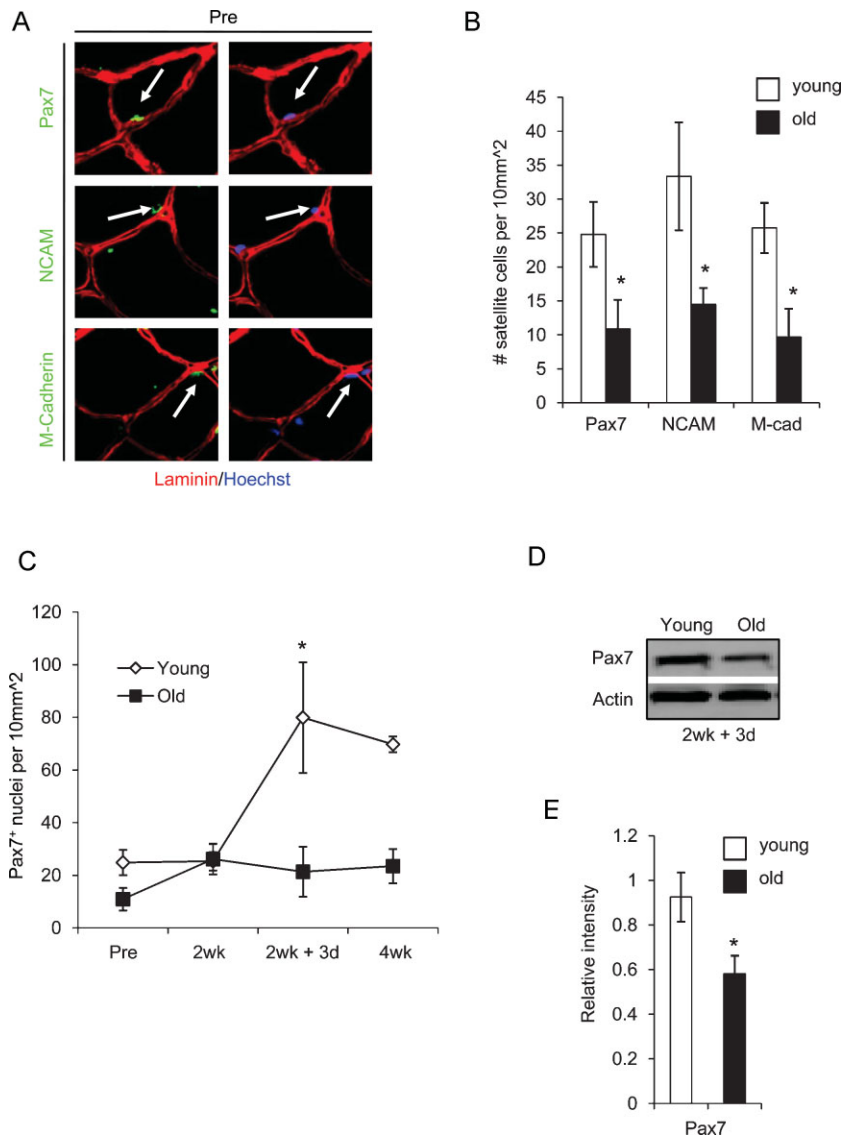 A
Pre
Pax7
NCAM
M-Cadherin
Laminin/Hoechst
B
young
old
# satellite cells per 10mm^2
45
40
35
30
25
20
15
10
5
0
*
*
*
Pax7 NCAM M-cad
C
Pax7⁺ nuclei per 10mm^2
120
100
80
60
40
20
0
Young
Old
*
Pre 2wk 2wk + 3d 4wk
D
Young Old
Pax7
Actin
2wk + 3d
E
Relative intensity
1.2
1
0.8
0.6
0.4
0.2
0
young
old
*
Pax7